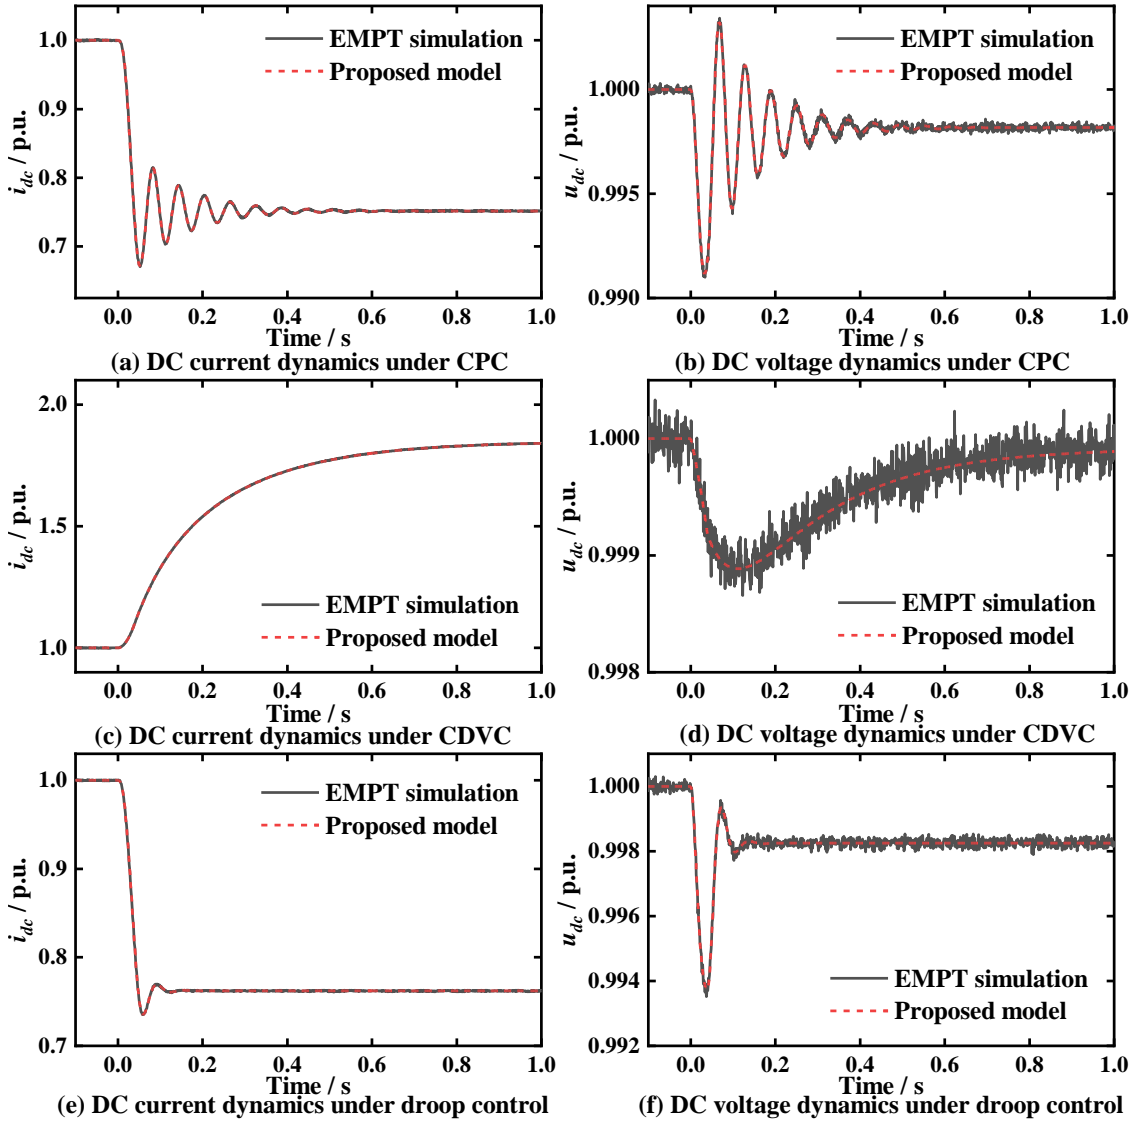 EMPT simulation
Proposed model
i_dc / p.u.
1.0
0.9
0.8
0.7
0.0 0.2 0.4 0.6 0.8 1.0
Time / s
(a) DC current dynamics under CPC
EMPT simulation
Proposed model
u_dc / p.u.
1.000
0.995
0.990
0.0 0.2 0.4 0.6 0.8 1.0
Time / s
(b) DC voltage dynamics under CPC
i_dc / p.u.
2.0
1.5
1.0
EMPT simulation
Proposed model
0.0 0.2 0.4 0.6 0.8 1.0
Time / s
(c) DC current dynamics under CDVC
u_dc / p.u.
1.000
0.999
0.998
EMPT simulation
Proposed model
0.0 0.2 0.4 0.6 0.8 1.0
Time / s
(d) DC voltage dynamics under CDVC
EMPT simulation
Proposed model
i_dc / p.u.
1.0
0.9
0.8
0.7
0.0 0.2 0.4 0.6 0.8 1.0
Time / s
(e) DC current dynamics under droop control
u_dc / p.u.
1.000
0.998
0.996
0.994
0.992
EMPT simulation
Proposed model
0.0 0.2 0.4 0.6 0.8 1.0
Time / s
(f) DC voltage dynamics under droop control